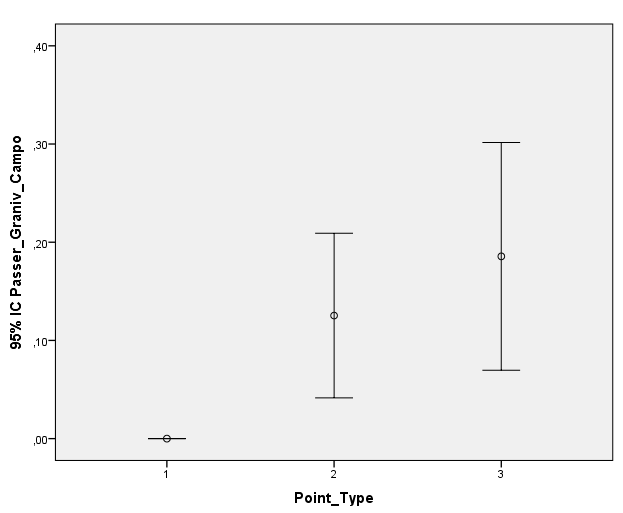 ,40
,30
,20
,10
,00
95% IC Passer_Graniv_Campo
1 2 3
Point_Type